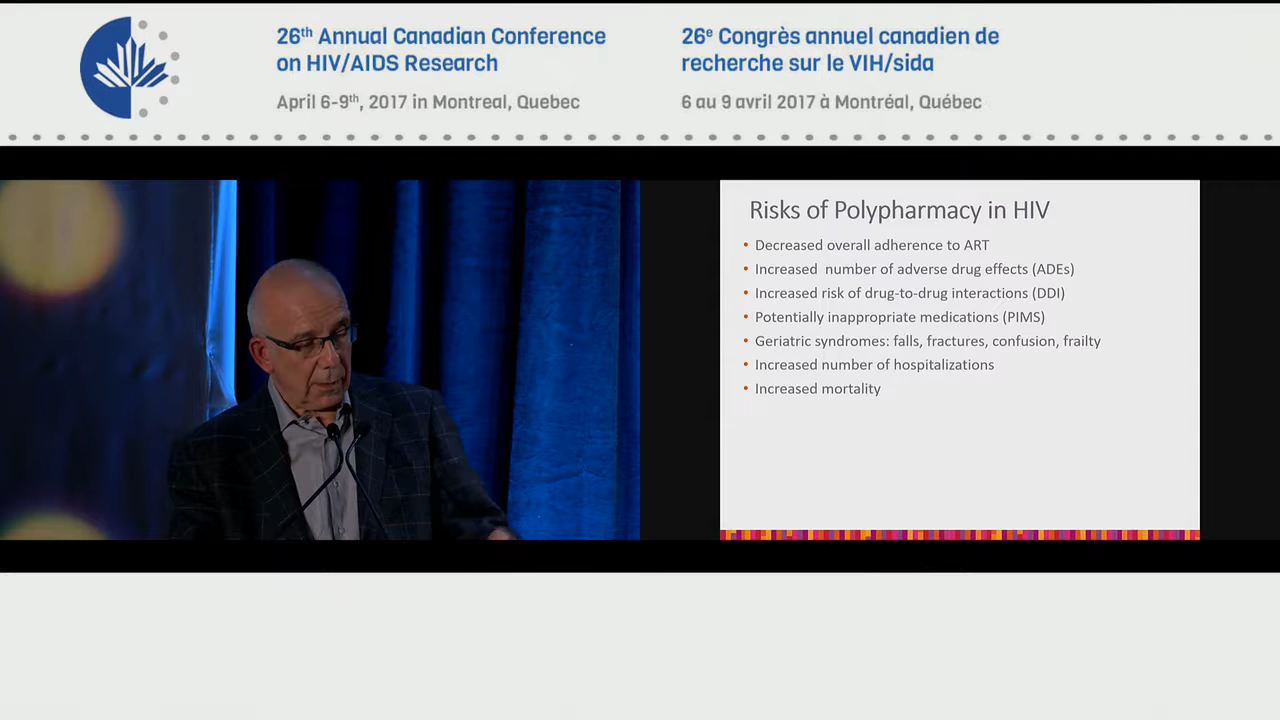 26th Annual Canadian Conference
on HIV/AIDS Research
April 6-9th, 2017 in Montreal, Quebec
26e Congrès annuel canadien de
recherche sur le VIH/sida
6 au 9 avril 2017 à Montréal, Québec
Risks of Polypharmacy in HIV
• Decreased overall adherence to ART
• Increased number of adverse drug effects (ADEs)
• Increased risk of drug-to-drug interactions (DDI)
• Potentially inappropriate medications (PIMS)
• Geriatric syndromes: falls, fractures, confusion, frailty
• Increased number of hospitalizations
• Increased mortality